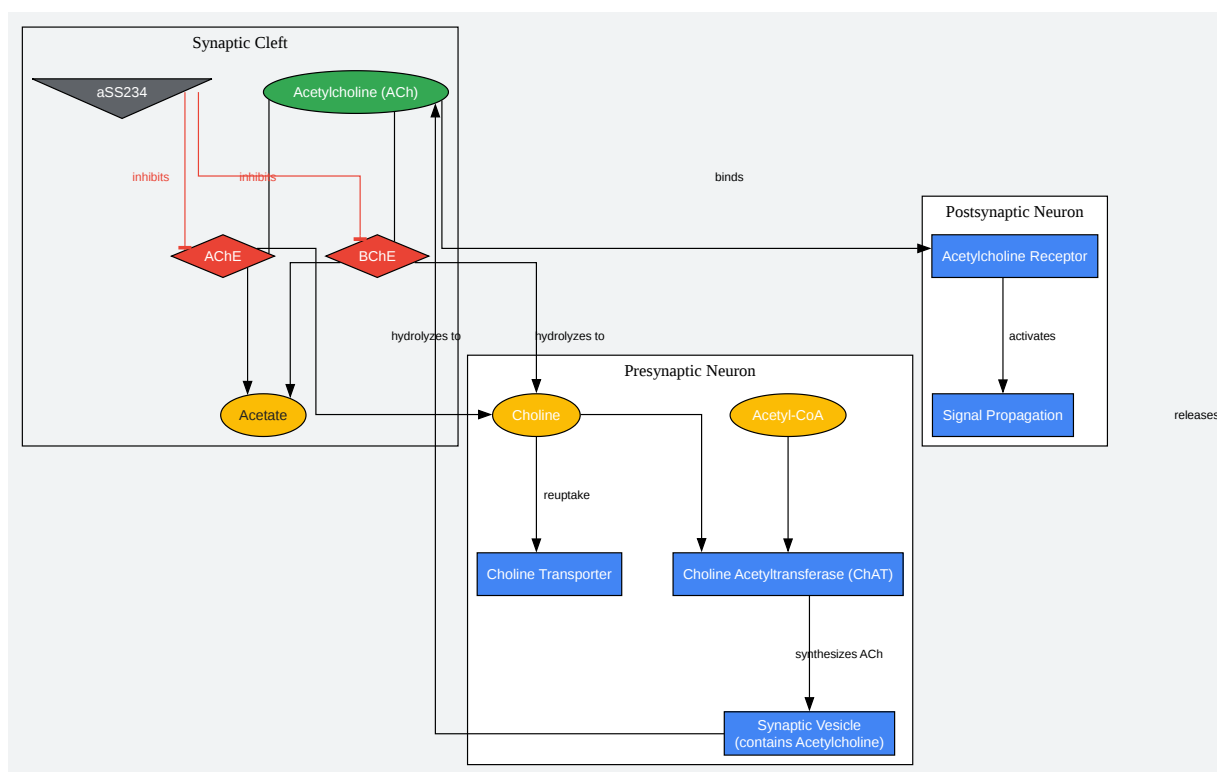 Synaptic Cleft
aSS234
Acetylcholine (ACh)
inhibits
inhibits
binds
Postsynaptic Neuron
AChE
BChE
Acetylcholine Receptor
hydrolyzes to
hydrolyzes to
activates
Presynaptic Neuron
Acetate
Choline
Acetyl-CoA
Signal Propagation
releases
reuptake
Choline Transporter
Choline Acetyltransferase (ChAT)
synthesizes ACh
Synaptic Vesicle
(contains Acetylcholine)